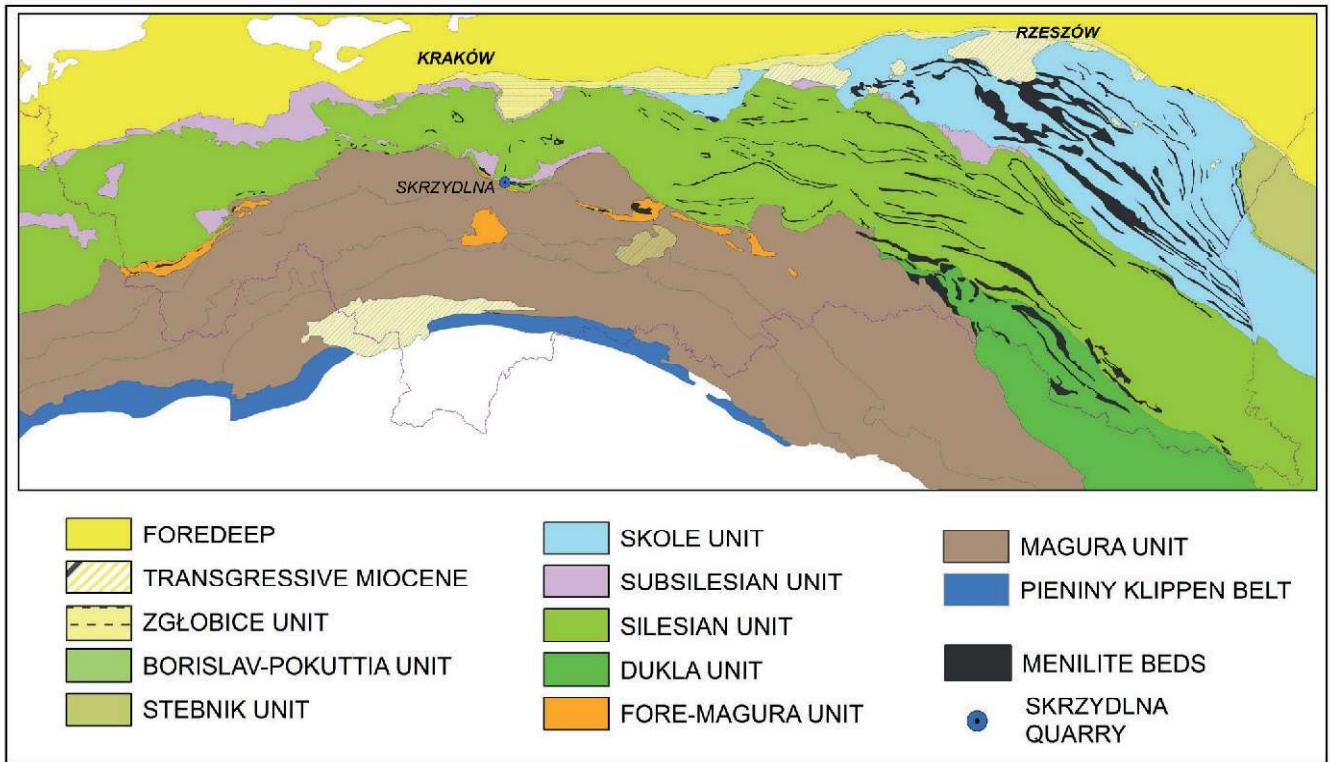 KRAKÓW
RZESZÓW
SKRZYDLNA
FOREDEEP
TRANSGRESSIVE MIOCENE
ZGŁOBICE UNIT
BORISLAV-POKUTTIA UNIT
STEBNIK UNIT
SKOLE UNIT
SUBSILESIAN UNIT
SILESIAN UNIT
DUKLA UNIT
FORE-MAGURA UNIT
MAGURA UNIT
PIENINY KLIPPEN BELT
MENILITE BEDS
SKRZYDLNA
QUARRY